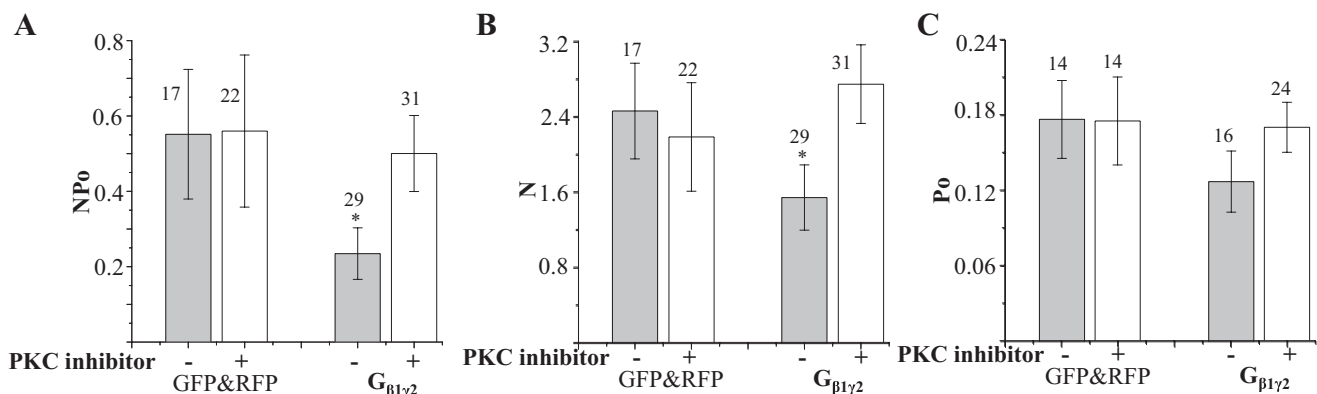 A
0.8
0.6
0.4
0.2
NPo
17
22
29
*
31
PKC inhibitor - + - +
GFP&RFP Gβ1γ2
B
3.2
2.4
1.6
0.8
N
17
22
29
*
31
PKC inhibitor - + - +
GFP&RFP Gβ1γ2
C
0.24
0.18
0.12
0.06
Po
14
14
16
24
PKC inhibitor - + - +
GFP&RFP Gβ1γ2